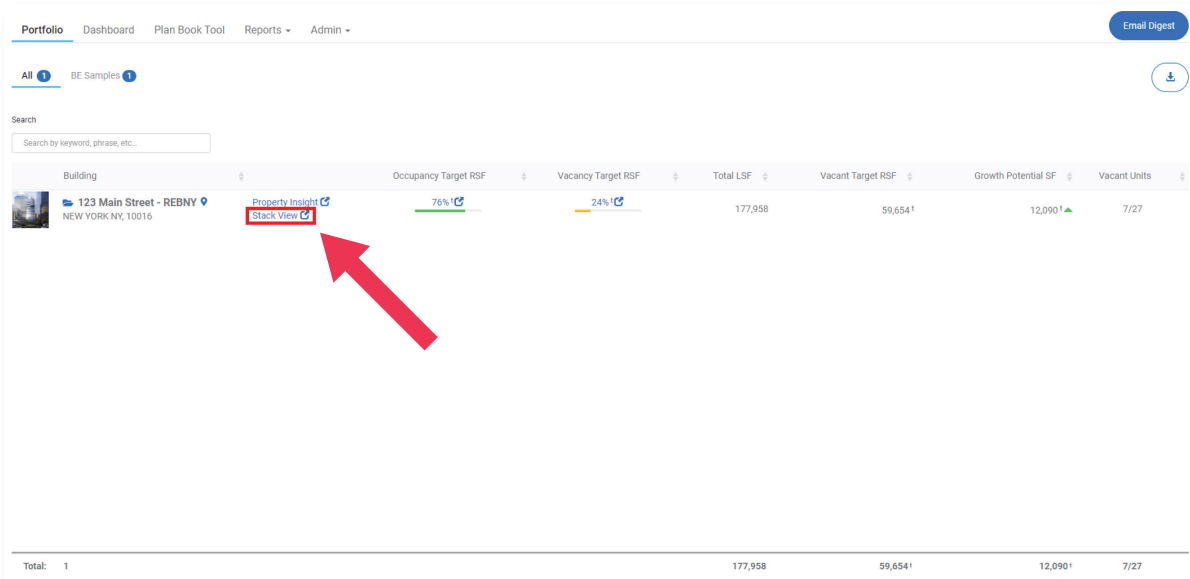 Portfolio Dashboard Plan Book Tool Reports Admin Email Digest
All 1 BE Samples 1
Search
Search by keyword, phrase, etc...
Building Occupancy Target RSF Vacancy Target RSF Total LSF Vacant Target RSF Growth Potential SF Vacant Units
123 Main Street - REBNY Property Insight 76%† 24%† 177,958 59,654† 12,090† 7/27
NEW YORK NY, 10016 Stack View
Total: 1 177,958 59,654† 12,090† 7/27